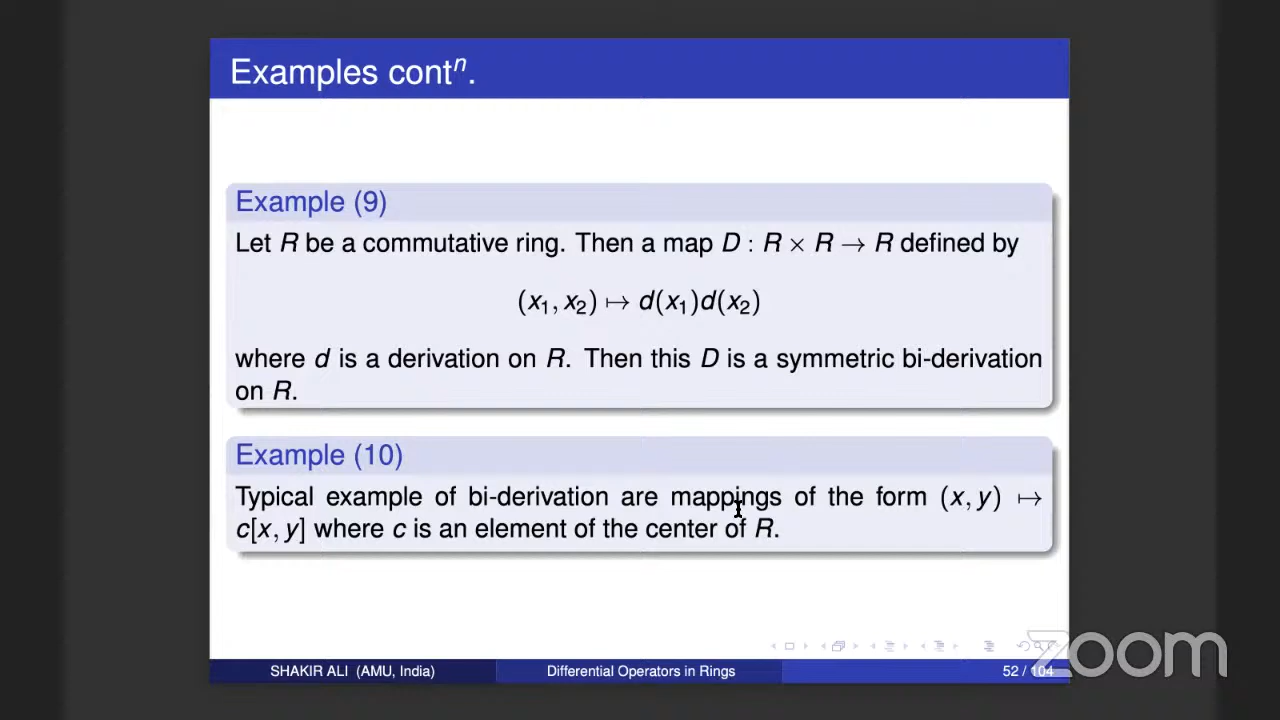 Examples contⁿ.
Example (9)
Let R be a commutative ring. Then a map D : R × R → R defined by
(x₁, x₂) ↦ d(x₁)d(x₂)
where d is a derivation on R. Then this D is a symmetric bi-derivation
on R.
Example (10)
Typical example of bi-derivation are mappings of the form (x, y) ↦
c[x, y] where c is an element of the center of R.
SHAKIR ALI (AMU, India)
Differential Operators in Rings
52 / 104
zoom